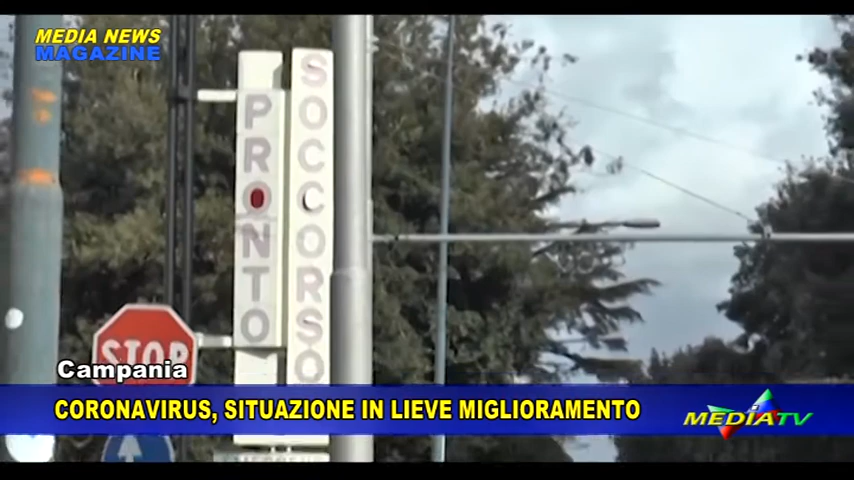 MEDIA NEWS
MAGAZINE
PRONTO
SOCCORSO
STOP
Campania
CORONAVIRUS, SITUAZIONE IN LIEVE MIGLIORAMENTO
MEDIATV